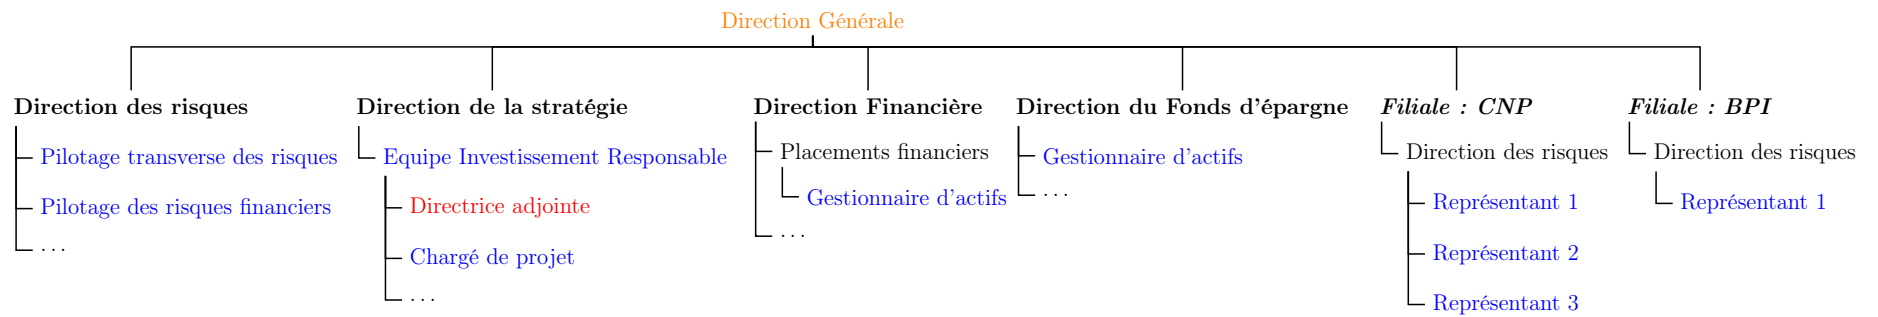 Direction Générale
Direction des risques
Pilotage transverse des risques
Pilotage des risques financiers
...
Direction de la stratégie
Equipe Investissement Responsable
Directrice adjointe
Chargé de projet
...
Direction Financière
Placements financiers
Gestionnaire d'actifs
...
Direction du Fonds d'épargne
Gestionnaire d'actifs
...
Filiale : CNP
Direction des risques
Représentant 1
Représentant 2
Représentant 3
Filiale : BPI
Direction des risques
Représentant 1